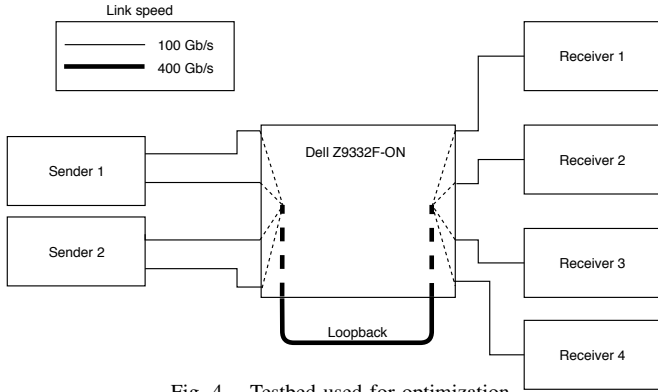 Link speed
100 Gb/s
400 Gb/s
Sender 1
Sender 2
Dell Z9332F-ON
Loopback
Receiver 1
Receiver 2
Receiver 3
Receiver 4
Fig. 4. Testbed used for optimization